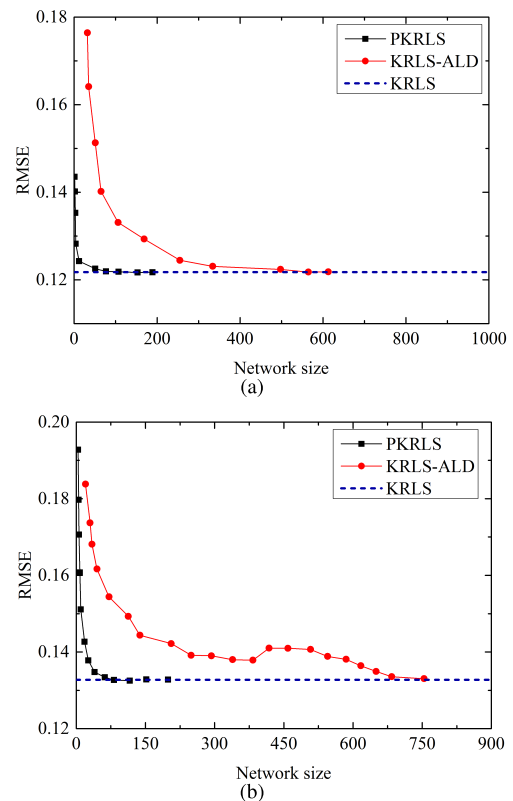 0.18
0.16
0.14
0.12
RMSE
PKRLS
KRLS-ALD
KRLS
0 200 400 600 800 1000
Network size
(a)
0.20
0.18
0.16
0.14
0.12
RMSE
PKRLS
KRLS-ALD
KRLS
0 150 300 450 600 750 900
Network size
(b)